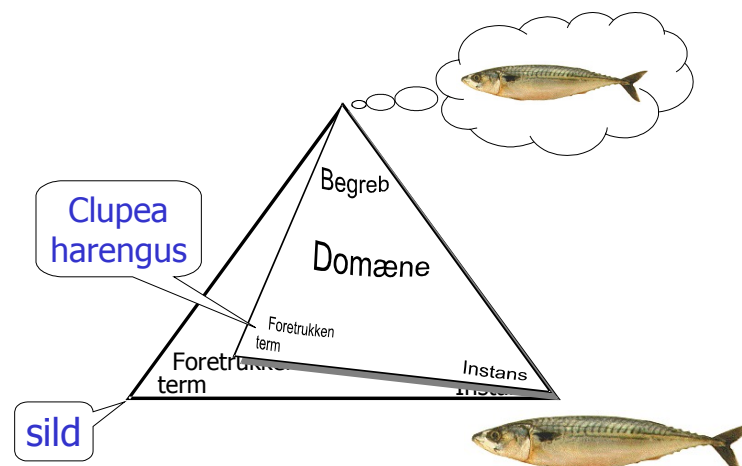 Begreb
Clupea
harengus
Domæne
Foretrukken
term
Foretrukken
term
Instans
sild